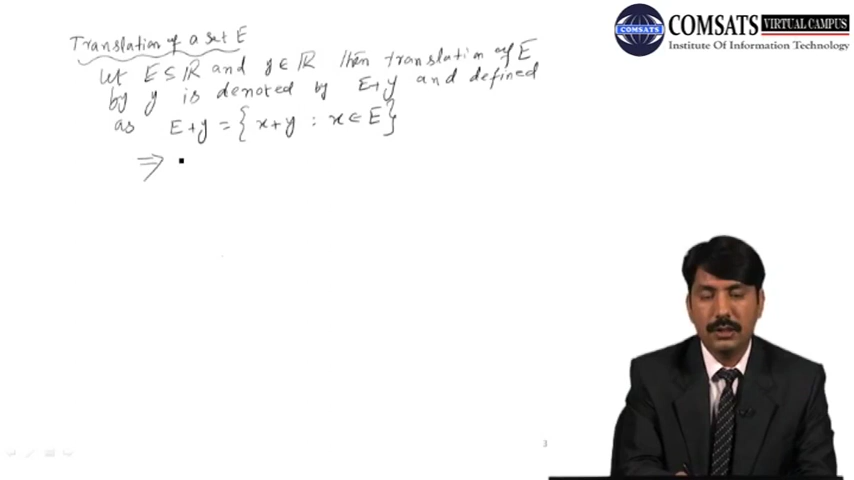 COMSATS VIRTUAL CAMPUS
Institute Of Information Technology
COMSATS
Translation of a set E
Let E ⊆ ℝ and y ∈ ℝ then translation of E
by y is denoted by E+y and defined
as E+y = { x+y : x ∈ E }
⇒
3